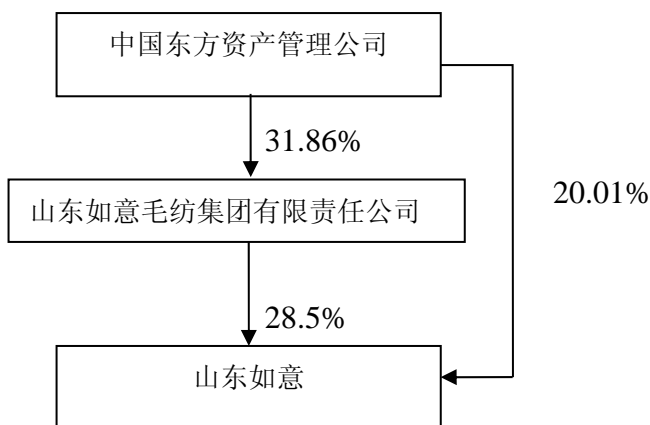 中国东方资产管理公司
31.86%
20.01%
山东如意毛纺集团有限责任公司
28.5%
山东如意